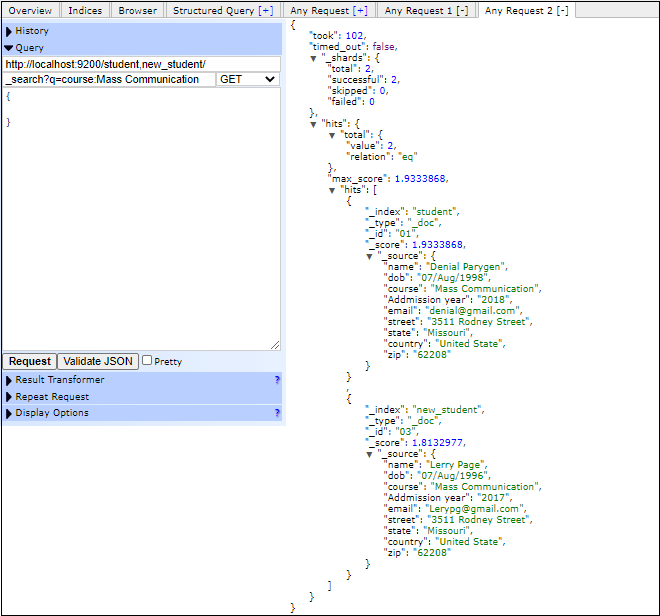 Overview Indices Browser Structured Query [+] Any Request [+] Any Request 1 [-] Any Request 2 [-]
History
Query
http://localhost:9200/student,new_student/
_search?q=course:Mass Communication GET
{
}
Request Validate JSON Pretty
Result Transformer ?
Repeat Request
Display Options ?
{
"took": 102,
"timed_out": false,
"_shards": {
"total": 2,
"successful": 2,
"skipped": 0,
"failed": 0
},
"hits": {
"total": {
"value": 2,
"relation": "eq"
},
"max_score": 1.9333868,
"hits": [
{
"_index": "student",
"_type": "_doc",
"_id": "01",
"_score": 1.9333868,
"_source": {
"name": "Denial Parygen",
"dob": "07/Aug/1998",
"course": "Mass Communication",
"Addmission year": "2018",
"email": "denial@gmail.com",
"street": "3511 Rodney Street",
"state": "Missouri",
"country": "United State",
"zip": "62208"
}
}
,
{
"_index": "new_student",
"_type": "_doc",
"_id": "03",
"_score": 1.8132977,
"_source": {
"name": "Lerry Page",
"dob": "07/Aug/1996",
"course": "Mass Communication",
"Addmission year": "2017",
"email": "Lerypg@gmail.com",
"street": "3511 Rodney Street",
"state": "Missouri",
"country": "United State",
"zip": "62208"
}
}
]
}
}